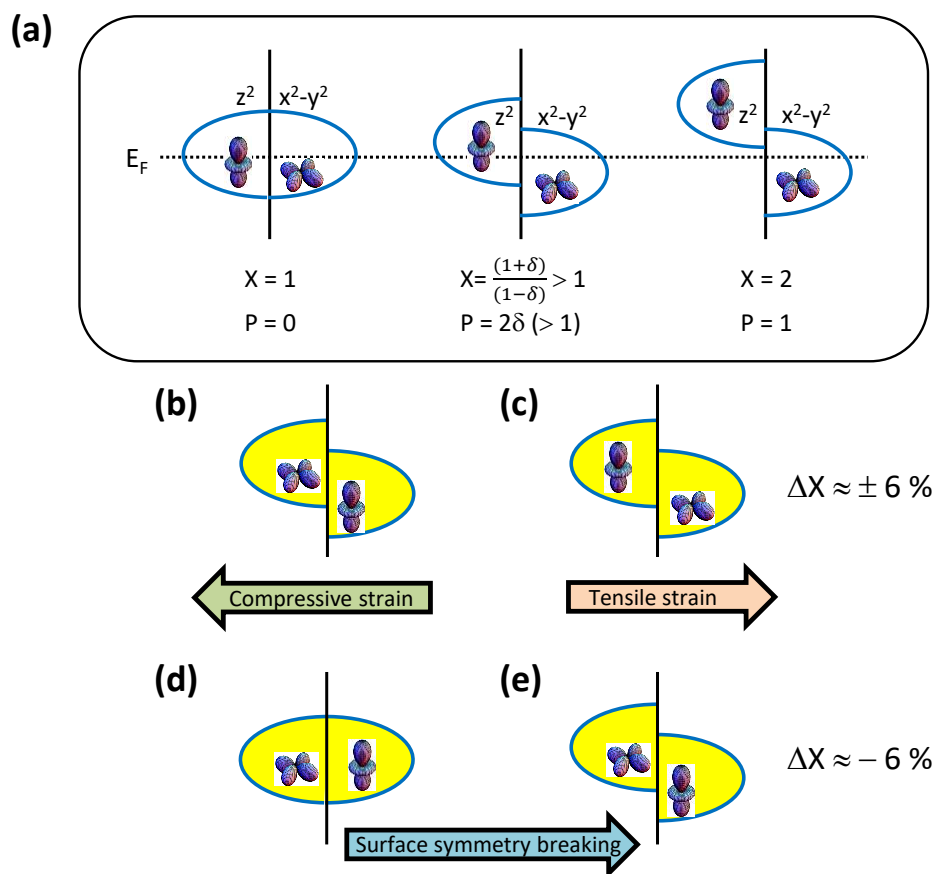 (a)
z² x²-y²
z² x²-y²
z² x²-y²
E_F
X = 1
X= (1+δ)/(1−δ) > 1
X = 2
P = 0
P = 2δ (> 1)
P = 1
(b)
(c)
ΔX ≈ ± 6 %
Compressive strain
Tensile strain
(d)
(e)
ΔX ≈ − 6 %
Surface symmetry breaking